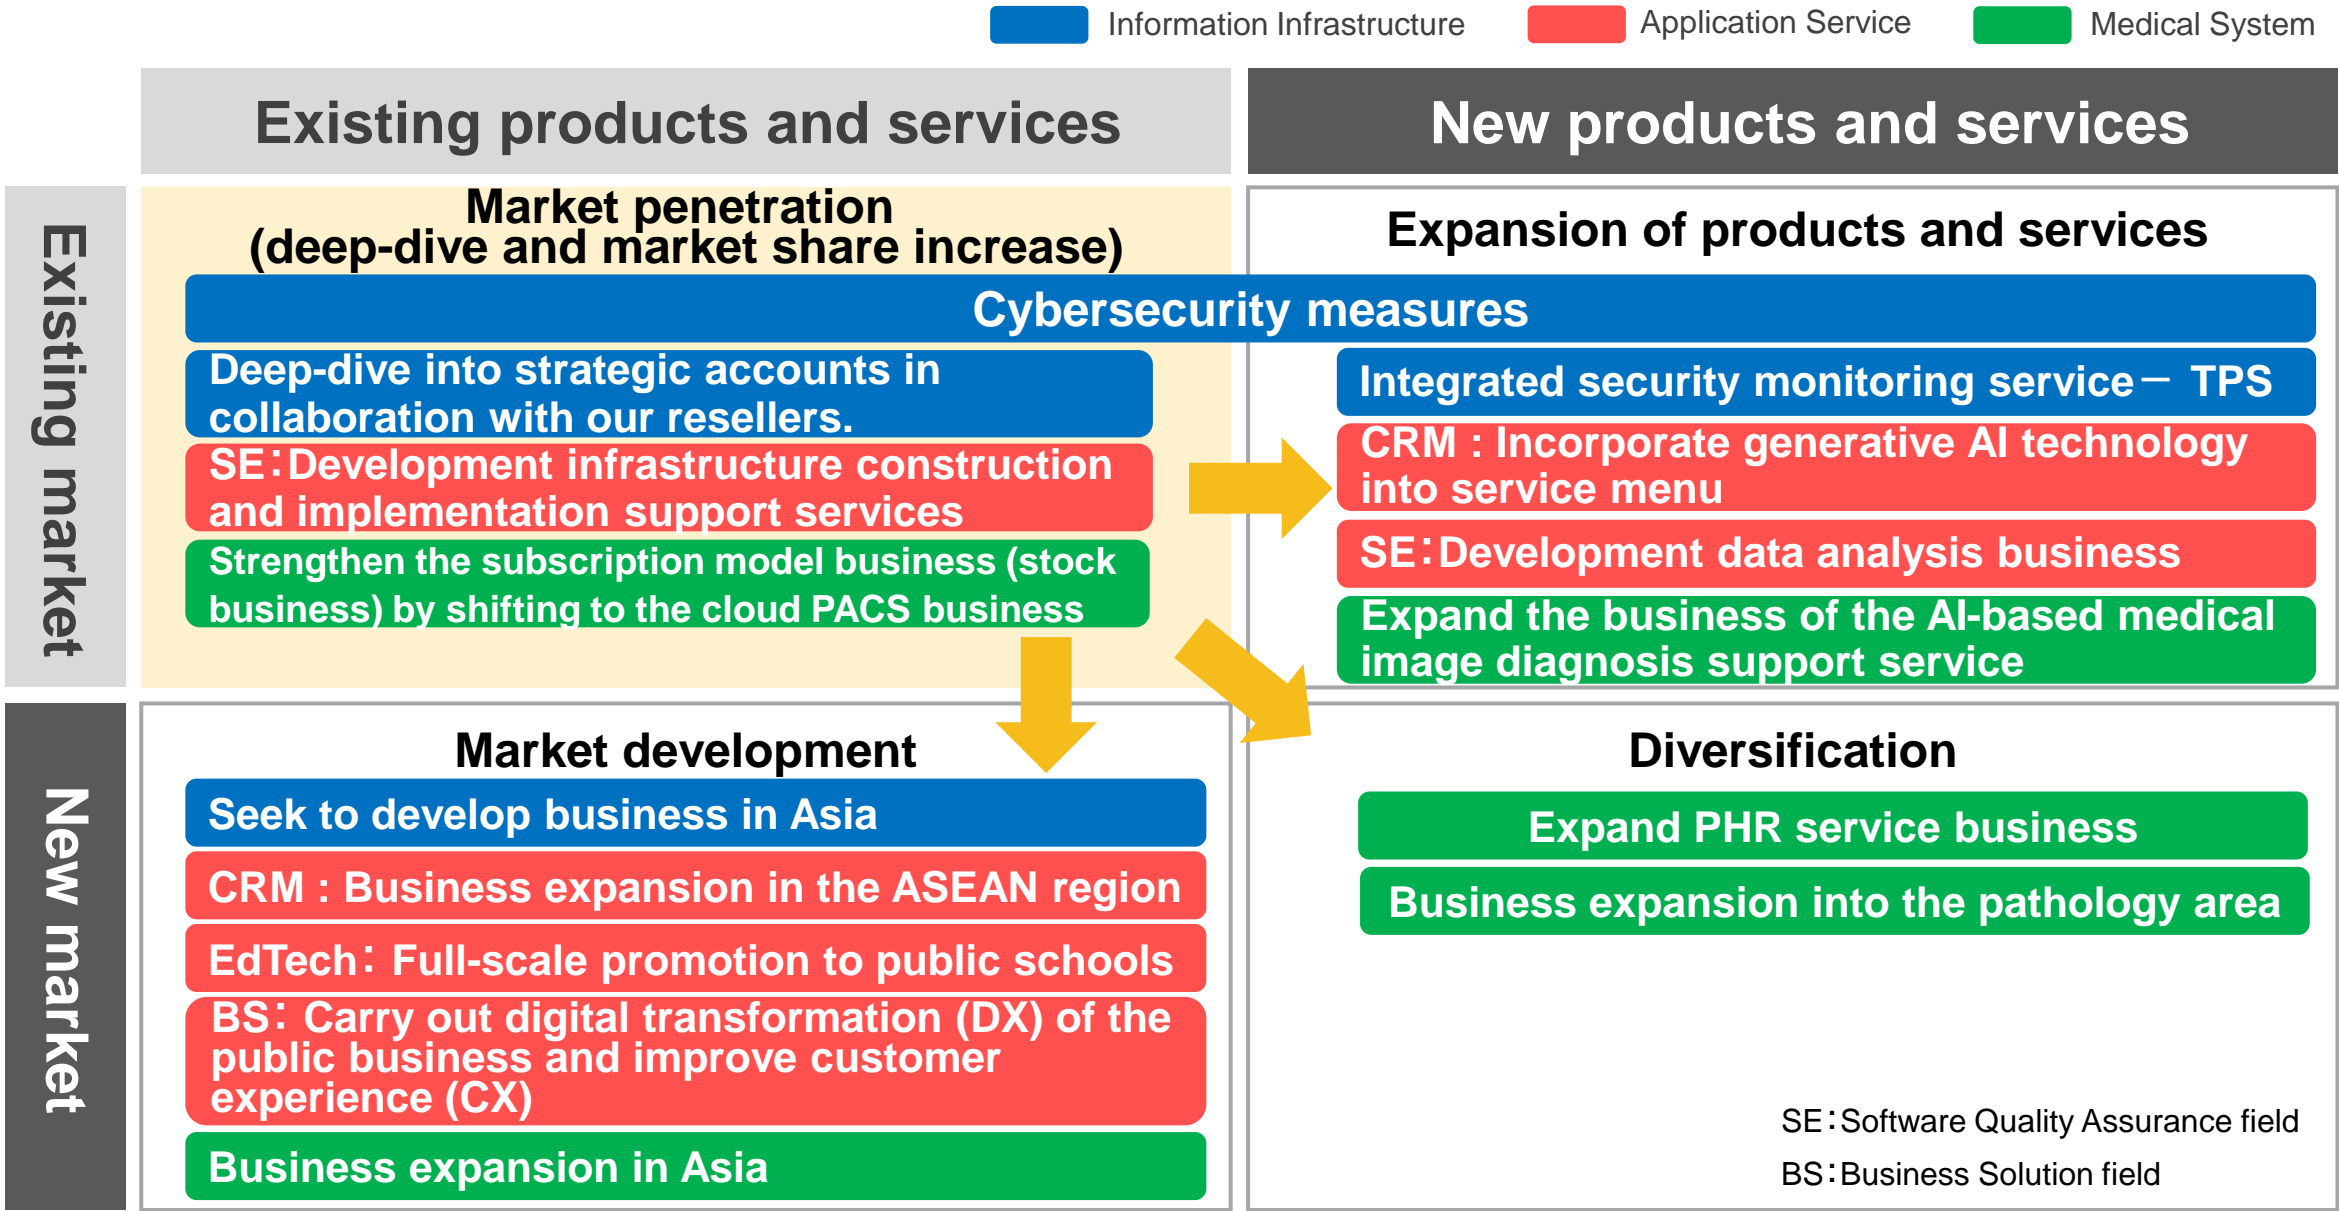 Information Infrastructure
Application Service
Medical System
Existing products and services
New products and services
Existing market
Market penetration
(deep-dive and market share increase)
Expansion of products and services
Cybersecurity measures
Deep-dive into strategic accounts in
collaboration with our resellers.
SE：Development infrastructure construction
and implementation support services
Strengthen the subscription model business (stock
business) by shifting to the cloud PACS business
Integrated security monitoring service－ TPS
CRM : Incorporate generative AI technology
into service menu
SE：Development data analysis business
Expand the business of the AI-based medical
image diagnosis support service
New market
Market development
Seek to develop business in Asia
CRM : Business expansion in the ASEAN region
EdTech： Full-scale promotion to public schools
BS： Carry out digital transformation (DX) of the
public business and improve customer
experience (CX)
Business expansion in Asia
Diversification
Expand PHR service business
Business expansion into the pathology area
SE：Software Quality Assurance field
BS：Business Solution field